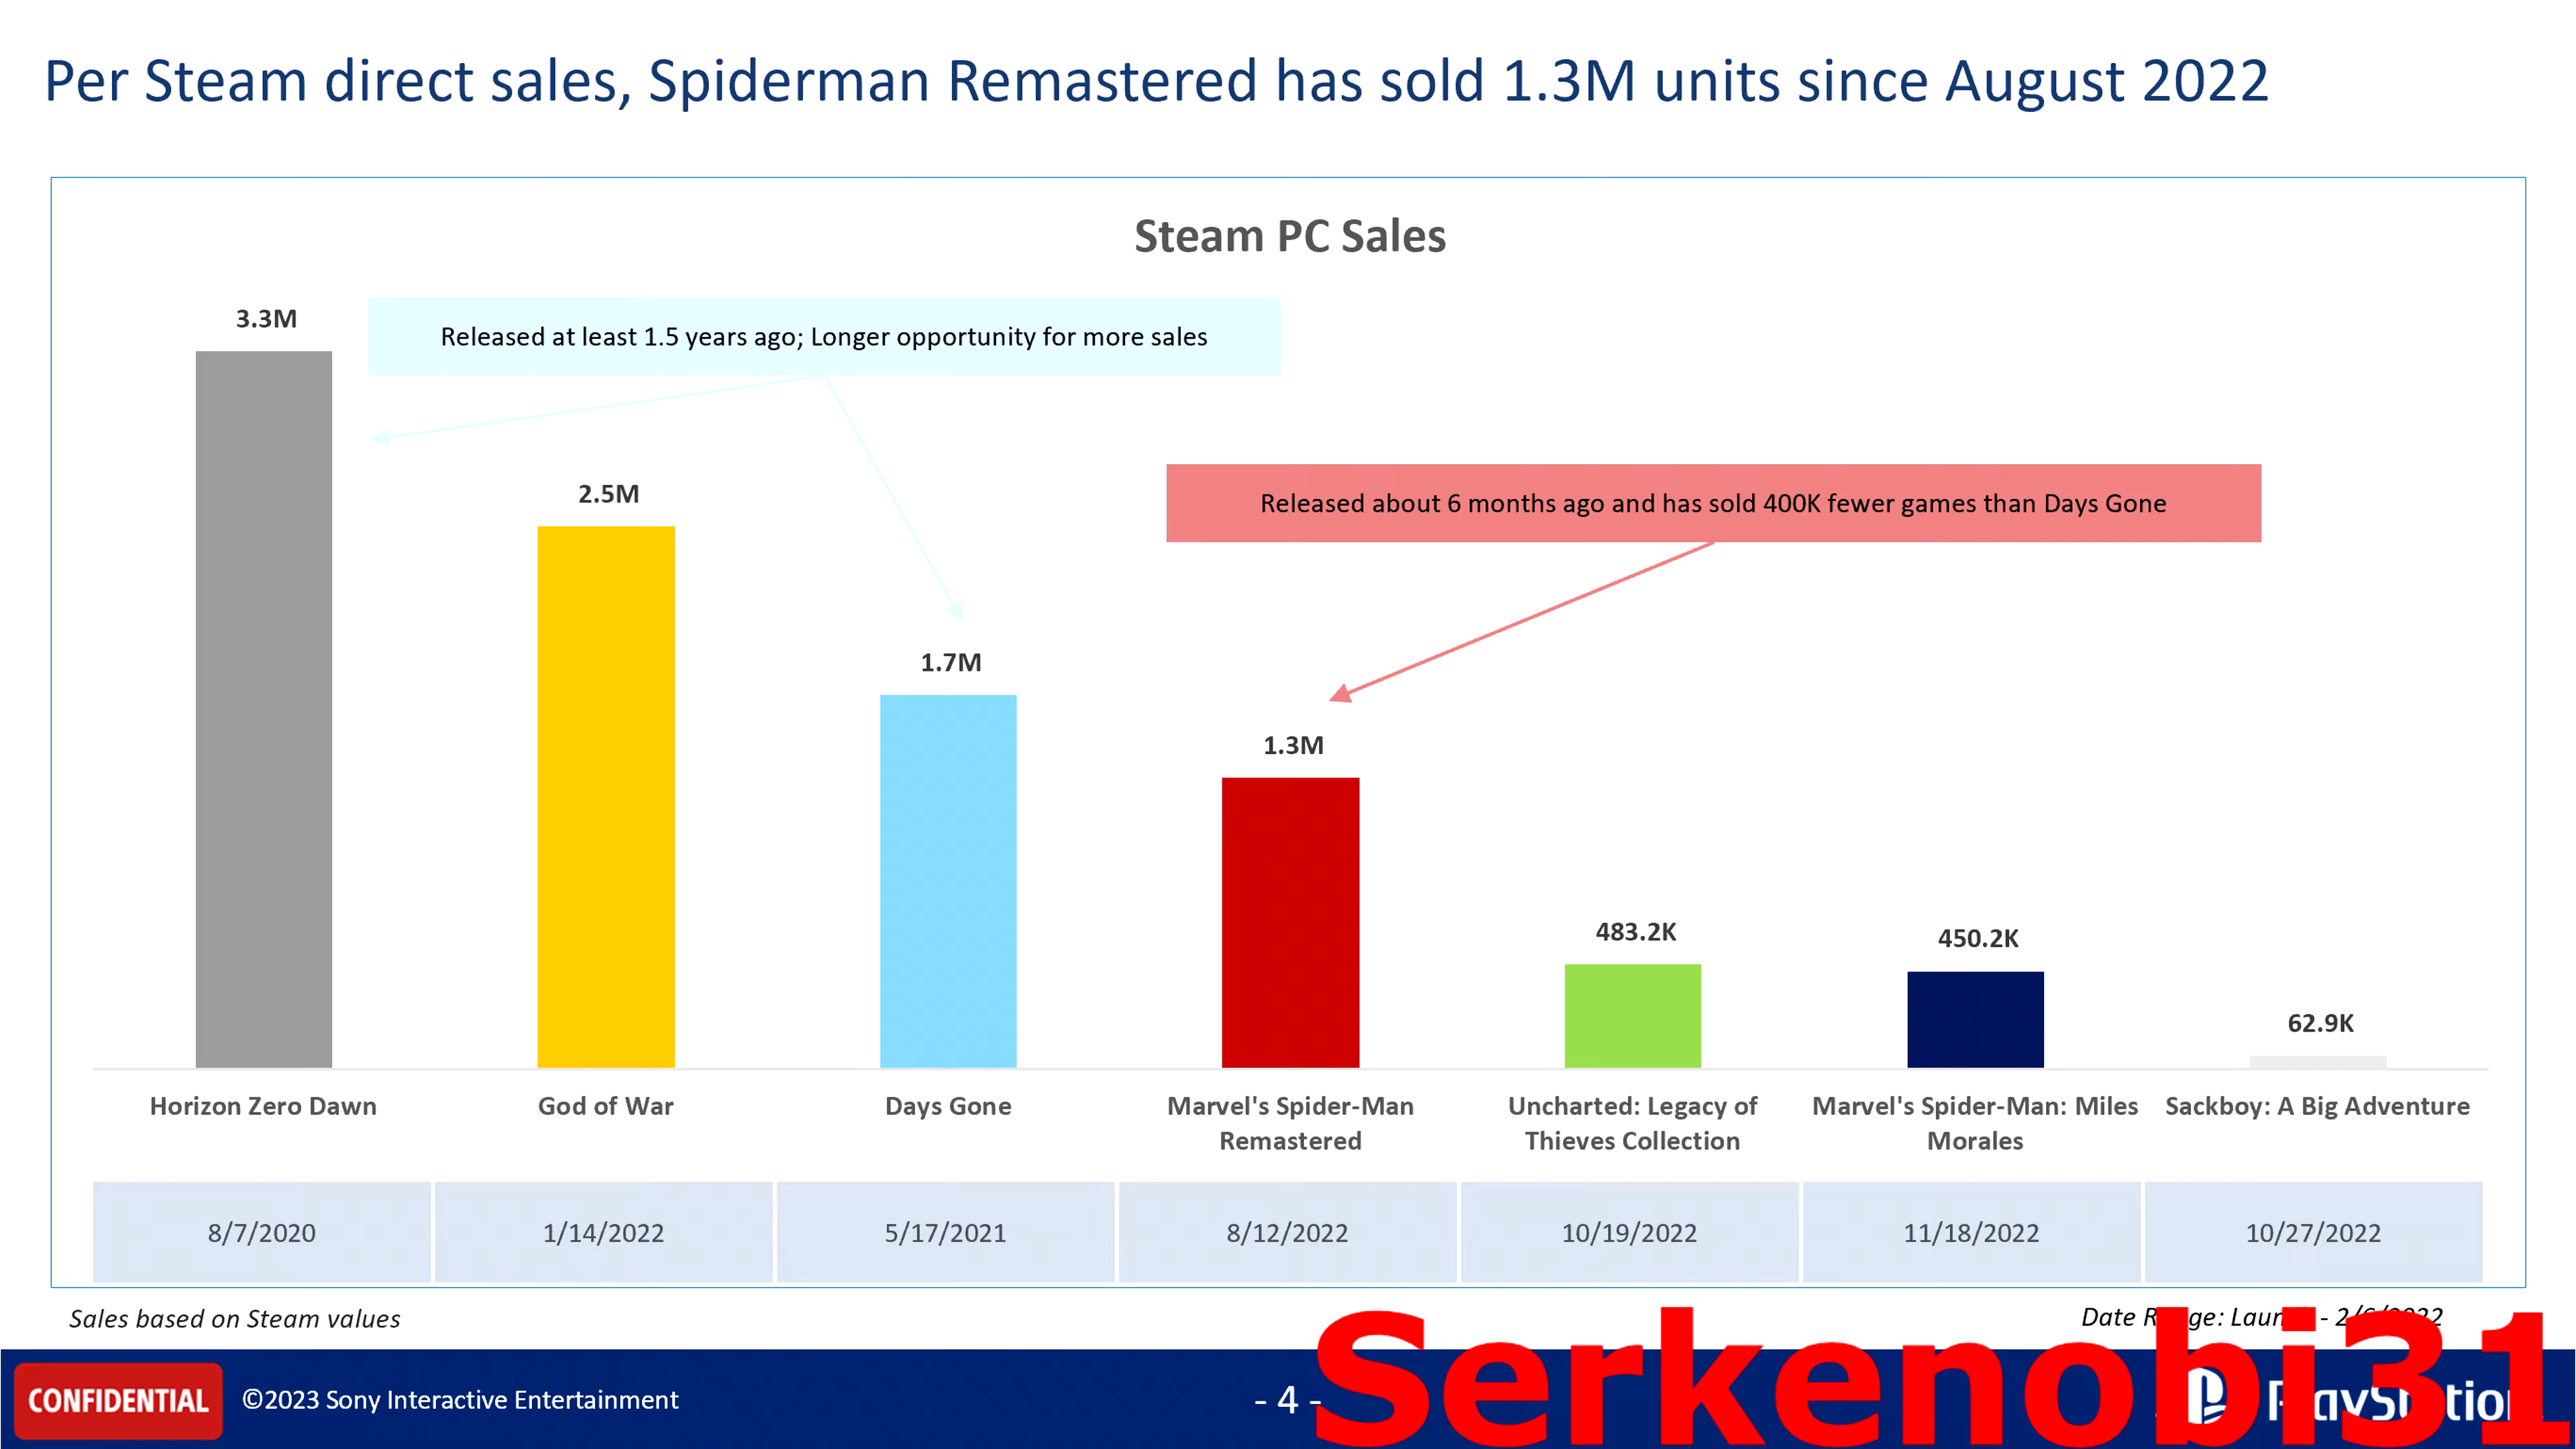 Per Steam direct sales, Spiderman Remastered has sold 1.3M units since August 2022
Steam PC Sales
3.3M
Released at least 1.5 years ago; Longer opportunity for more sales
2.5M
Released about 6 months ago and has sold 400K fewer games than Days Gone
1.7M
1.3M
483.2K
450.2K
62.9K
Horizon Zero Dawn
God of War
Days Gone
Marvel's Spider-Man
Remastered
Uncharted: Legacy of
Thieves Collection
Marvel's Spider-Man: Miles
Morales
Sackboy: A Big Adventure
8/7/2020
1/14/2022
5/17/2021
8/12/2022
10/19/2022
11/18/2022
10/27/2022
Sales based on Steam values
Date Range: Launch -
Serkenobi31
CONFIDENTIAL
©2023 Sony Interactive Entertainment
- 4 -
PlayStation